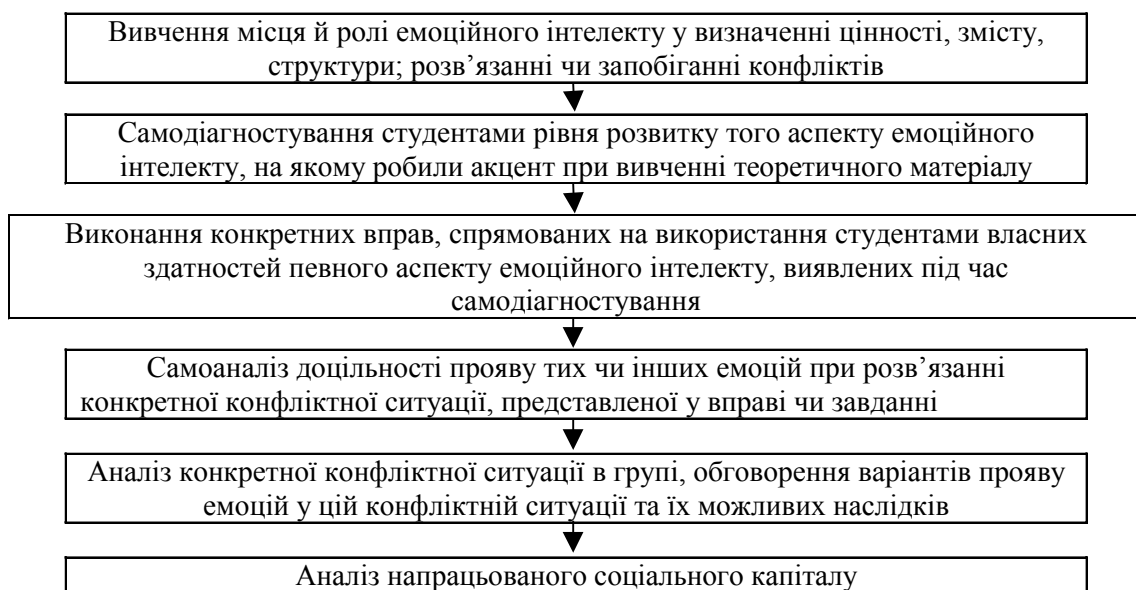 Вивчення місця й ролі емоційного інтелекту у визначенні цінності, змісту,
структури; розв’язанні чи запобіганні конфліктів
Самодіагностування студентами рівня розвитку того аспекту емоційного
інтелекту, на якому робили акцент при вивченні теоретичного матеріалу
Виконання конкретних вправ, спрямованих на використання студентами власних
здатностей певного аспекту емоційного інтелекту, виявлених під час
самодіагностування
Самоаналіз доцільності прояву тих чи інших емоцій при розв’язанні
конкретної конфліктної ситуації, представленої у вправі чи завданні
Аналіз конкретної конфліктної ситуації в групі, обговорення варіантів прояву
емоцій у цій конфліктній ситуації та їх можливих наслідків
Аналіз напрацьованого соціального капіталу